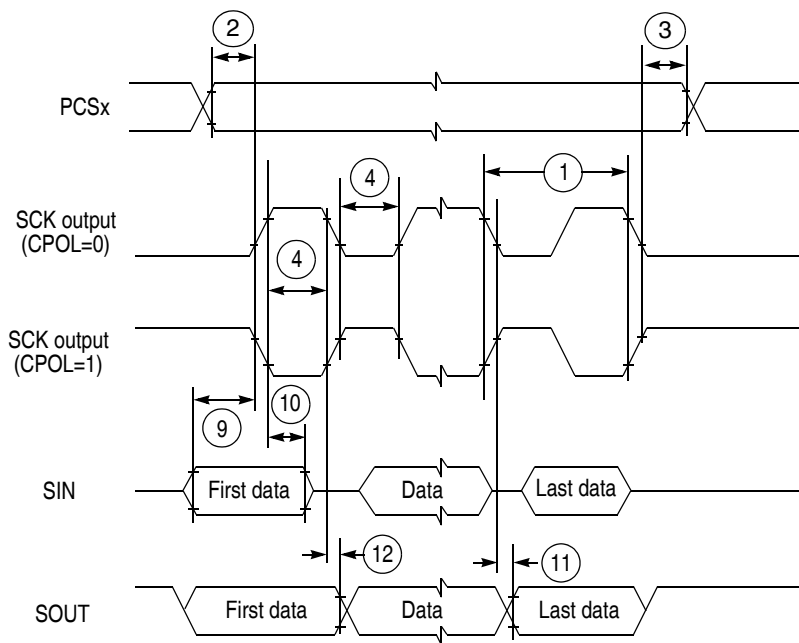 2
3
PCSx
4
1
SCK output
(CPOL=0)
4
SCK output
(CPOL=1)
9
10
SIN
First data
Data
Last data
12
11
SOUT
First data
Data
Last data